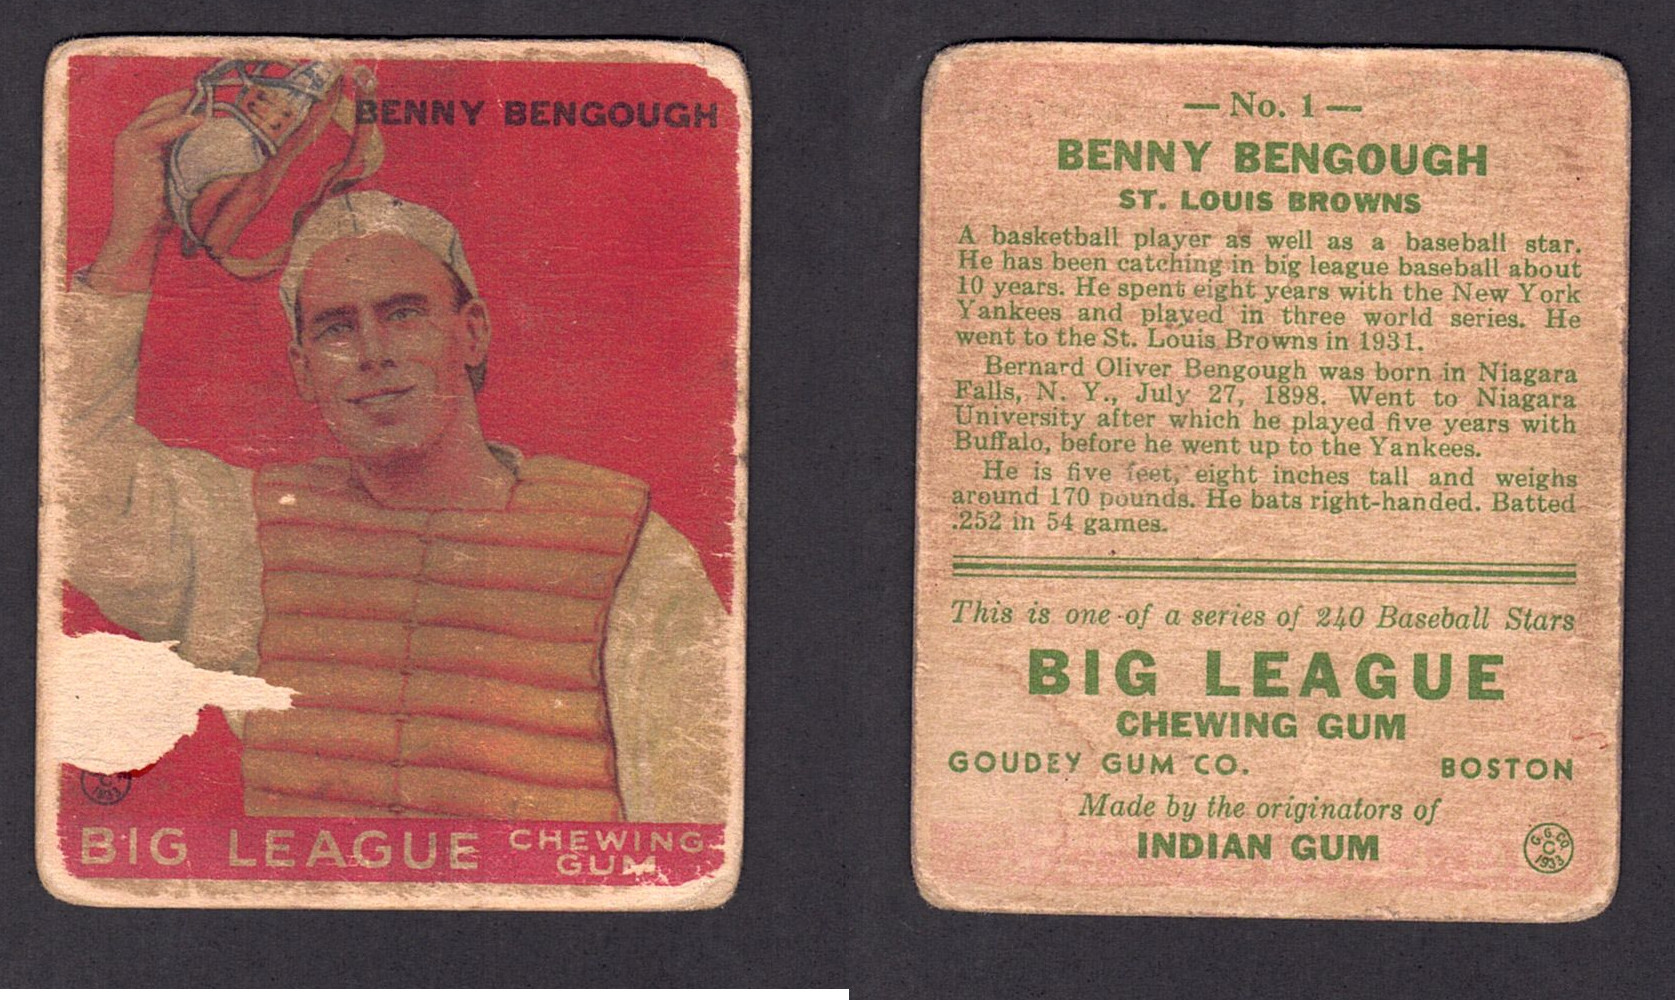 BENNY BENGOUGH
1933
BIG LEAGUE CHEWING GUM
— No. 1 —
BENNY BENGOUGH
ST. LOUIS BROWNS
A basketball player as well as a baseball star.
He has been catching in big league baseball about
10 years. He spent eight years with the New York
Yankees and played in three world series. He
went to the St. Louis Browns in 1931.
Bernard Oliver Bengough was born in Niagara
Falls, N. Y., July 27, 1898. Went to Niagara
University after which he played five years with
Buffalo, before he went up to the Yankees.
He is five feet, eight inches tall and weighs
around 170 pounds. He bats right-handed. Batted
.252 in 54 games.
This is one of a series of 240 Baseball Stars
BIG LEAGUE
CHEWING GUM
GOUDEY GUM CO. BOSTON
Made by the originators of
INDIAN GUM
G. G. CO.
C
1933